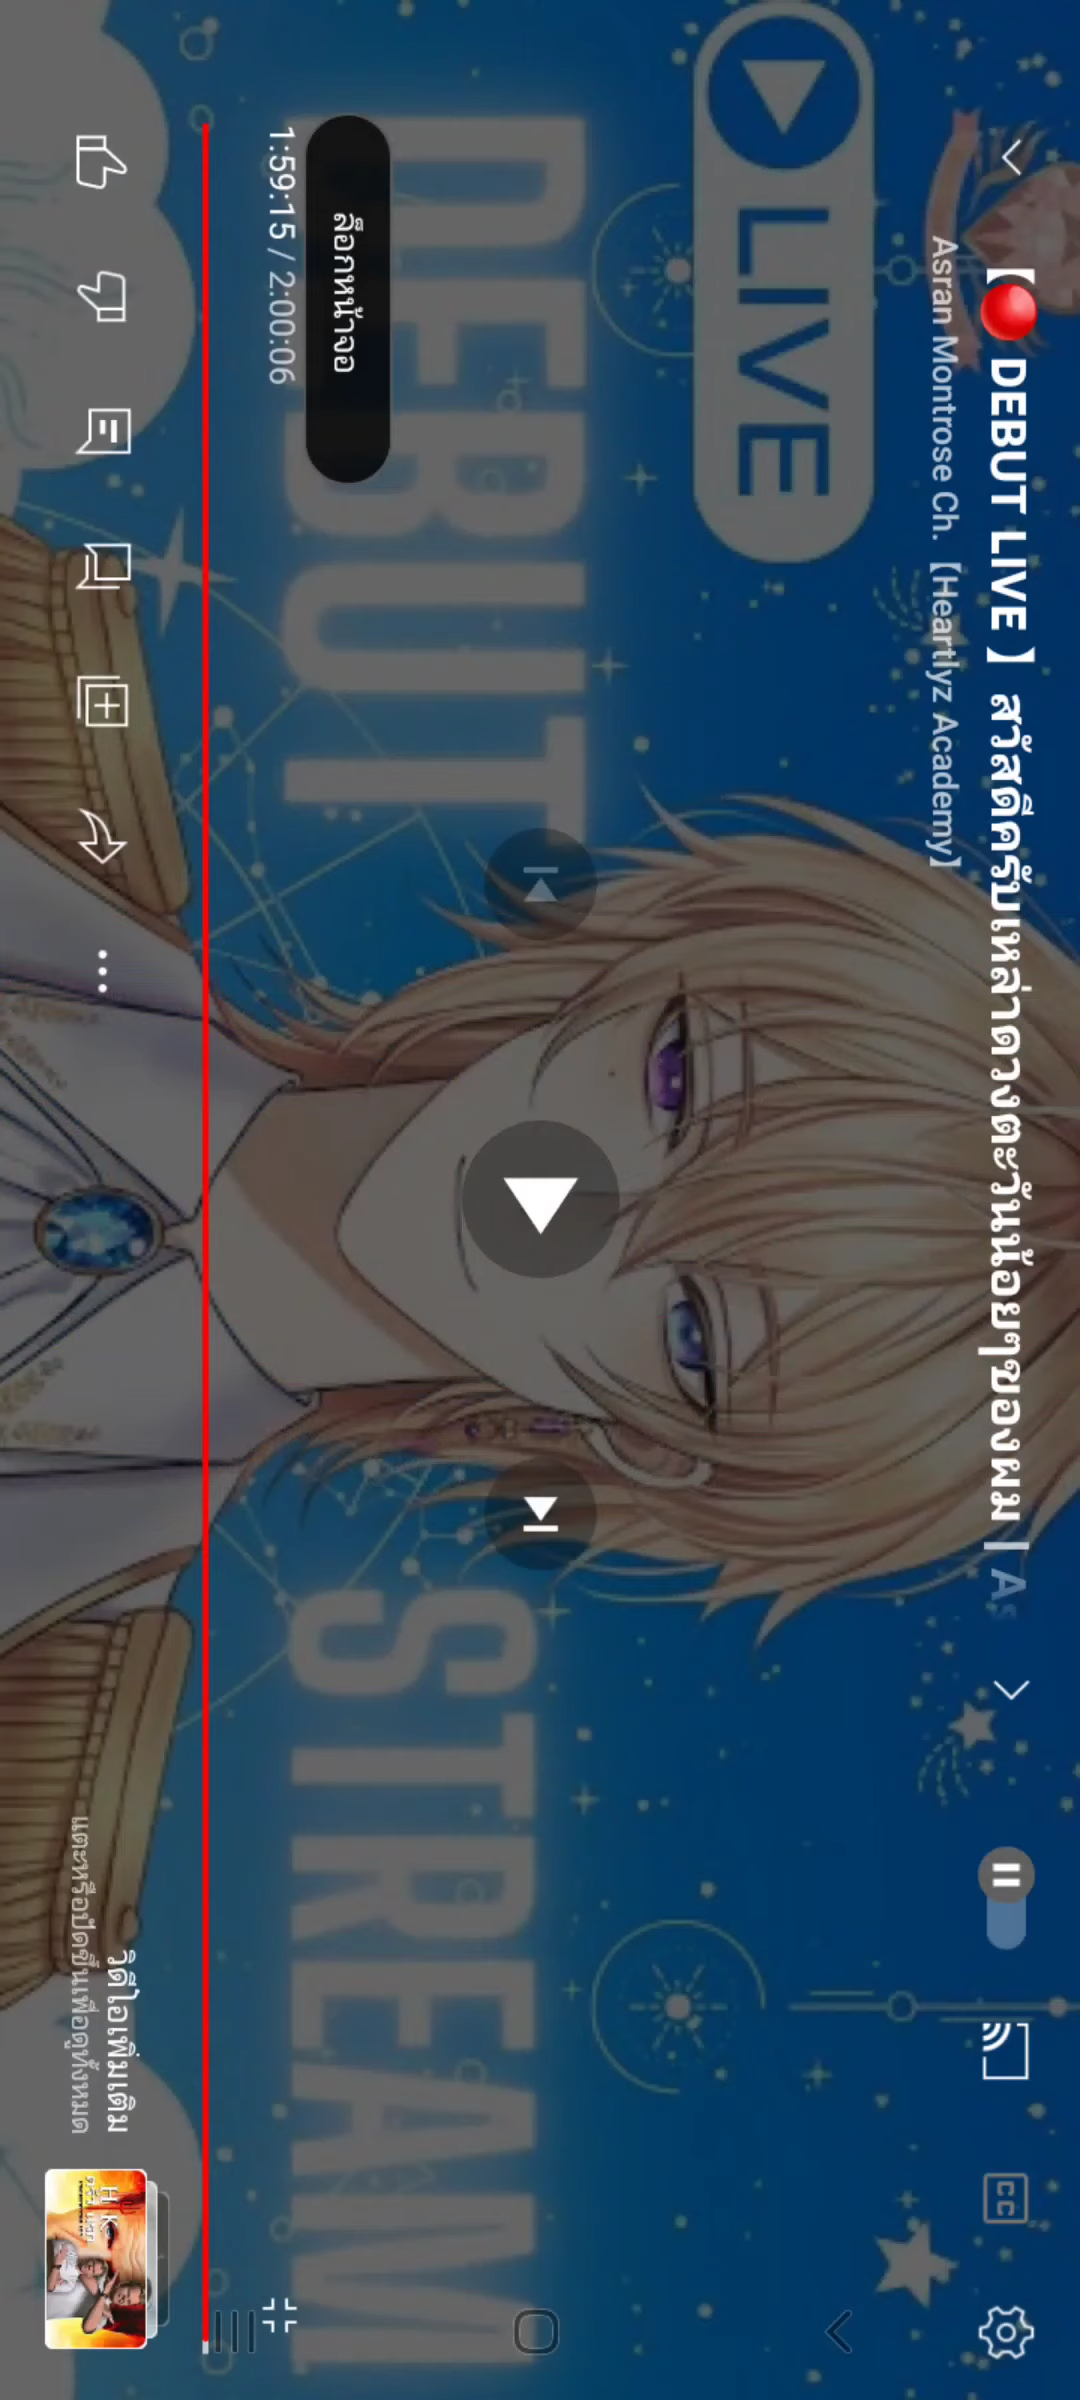 【🔴 DEBUT LIVE 】สวัสดีครับเหล่าดวงตะวันน้อยๆของผม | As
Asran Montrose Ch.【Heartlyz Academy】
LIVE
DEBUT STREAM
ล็อกหน้าจอ
1:59:15 / 2:00:06
วิดีโอเพิ่มเติม
แตะหรือปัดขึ้นเพื่อดูทั้งหมด
CC